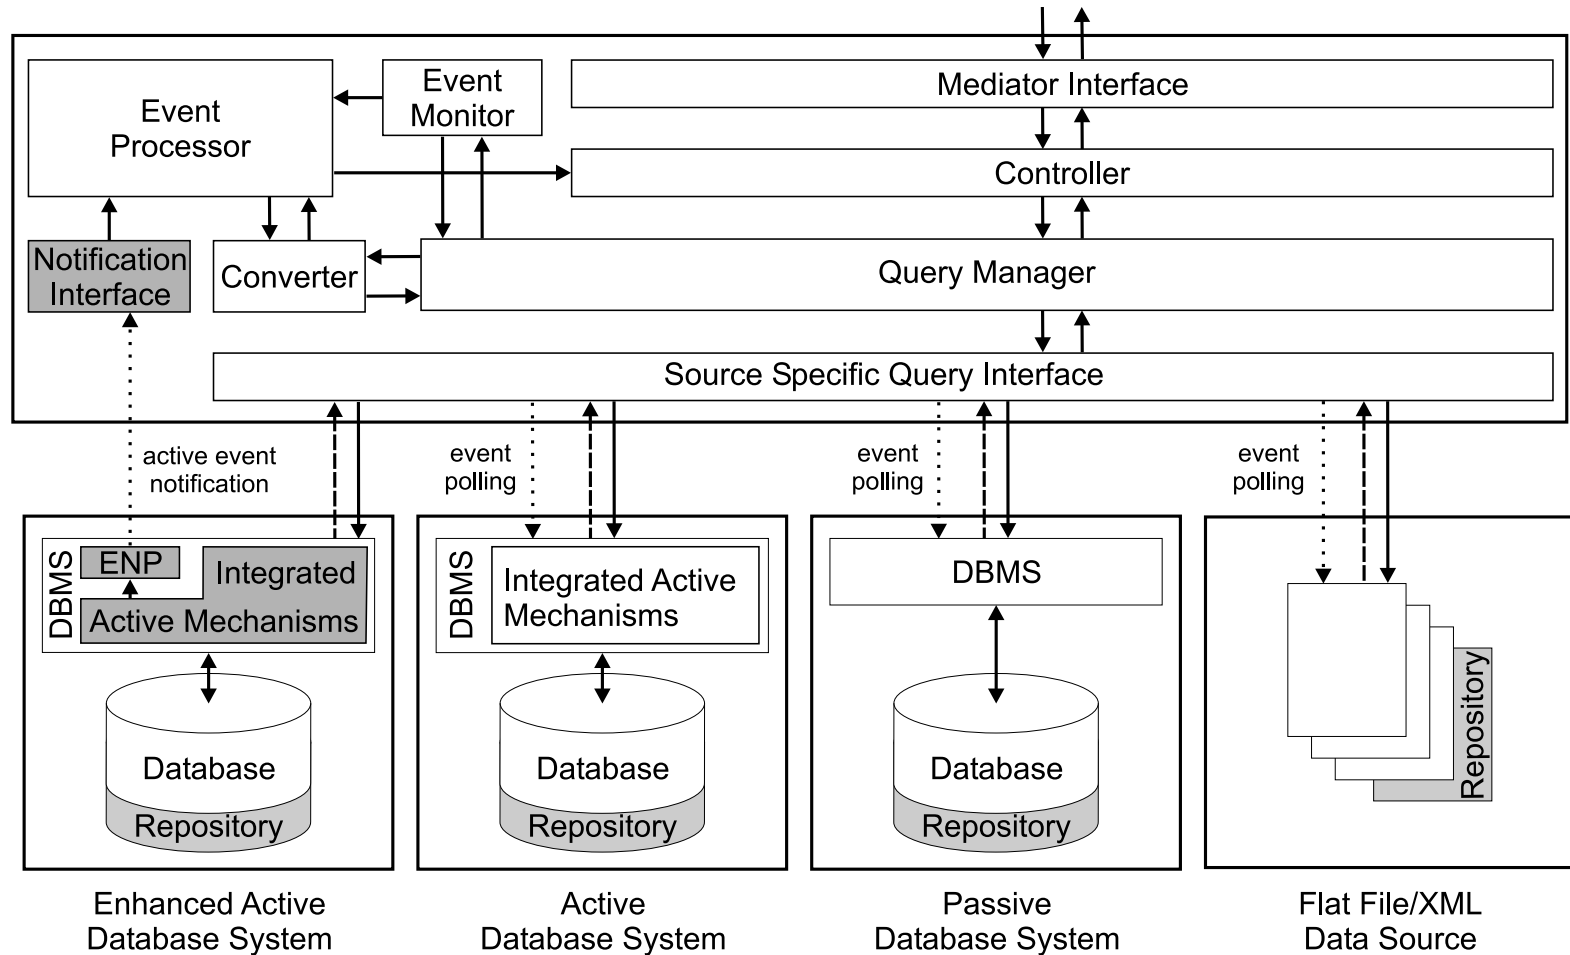 Event
Processor
Event
Monitor
Mediator Interface
Controller
Notification
Interface
Converter
Query Manager
Source Specific Query Interface
active event
notification
event
polling
event
polling
event
polling
DBMS
ENP
Integrated
Active Mechanisms
Database
Repository
DBMS
Integrated Active
Mechanisms
Database
Repository
DBMS
Database
Repository
Repository
Enhanced Active
Database System
Active
Database System
Passive
Database System
Flat File/XML
Data Source